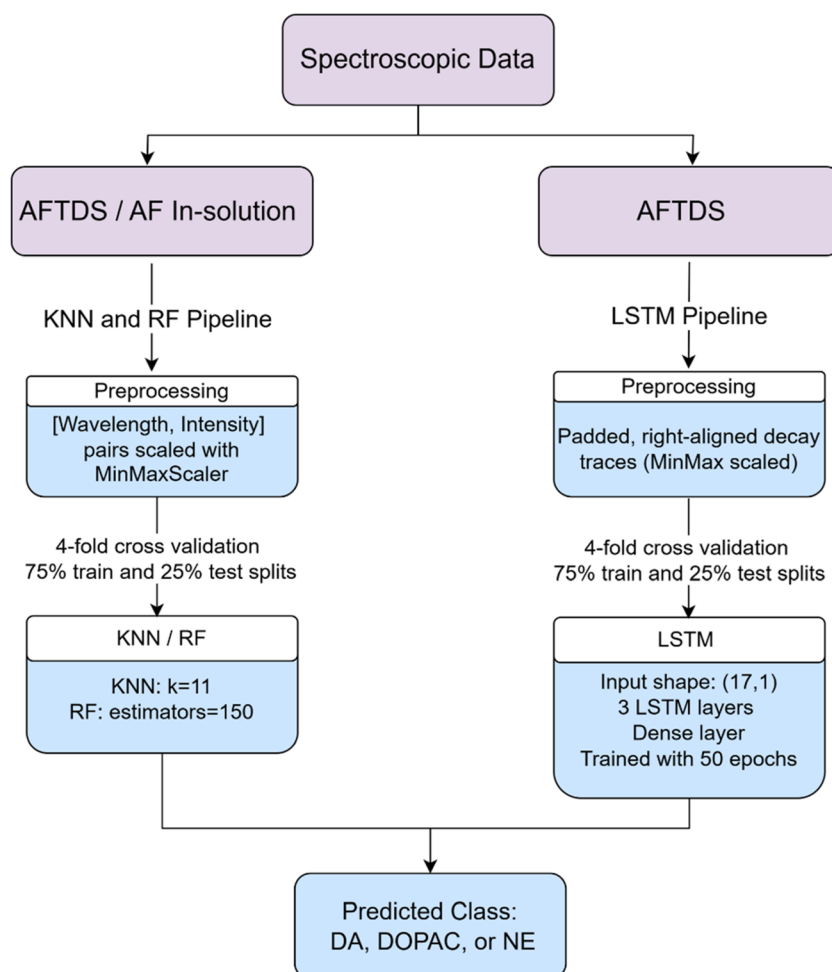 Spectroscopic Data
AFTDS / AF In-solution
KNN and RF Pipeline
Preprocessing
[Wavelength, Intensity]
pairs scaled with
MinMaxScaler
4-fold cross validation
75% train and 25% test splits
KNN / RF
KNN: k=11
RF: estimators=150
AFTDS
LSTM Pipeline
Preprocessing
Padded, right-aligned decay
traces (MinMax scaled)
4-fold cross validation
75% train and 25% test splits
LSTM
Input shape: (17,1)
3 LSTM layers
Dense layer
Trained with 50 epochs
Predicted Class:
DA, DOPAC, or NE